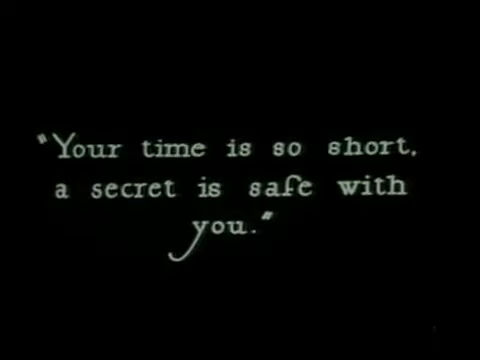 "Your time is so short,
a secret is safe with
you."